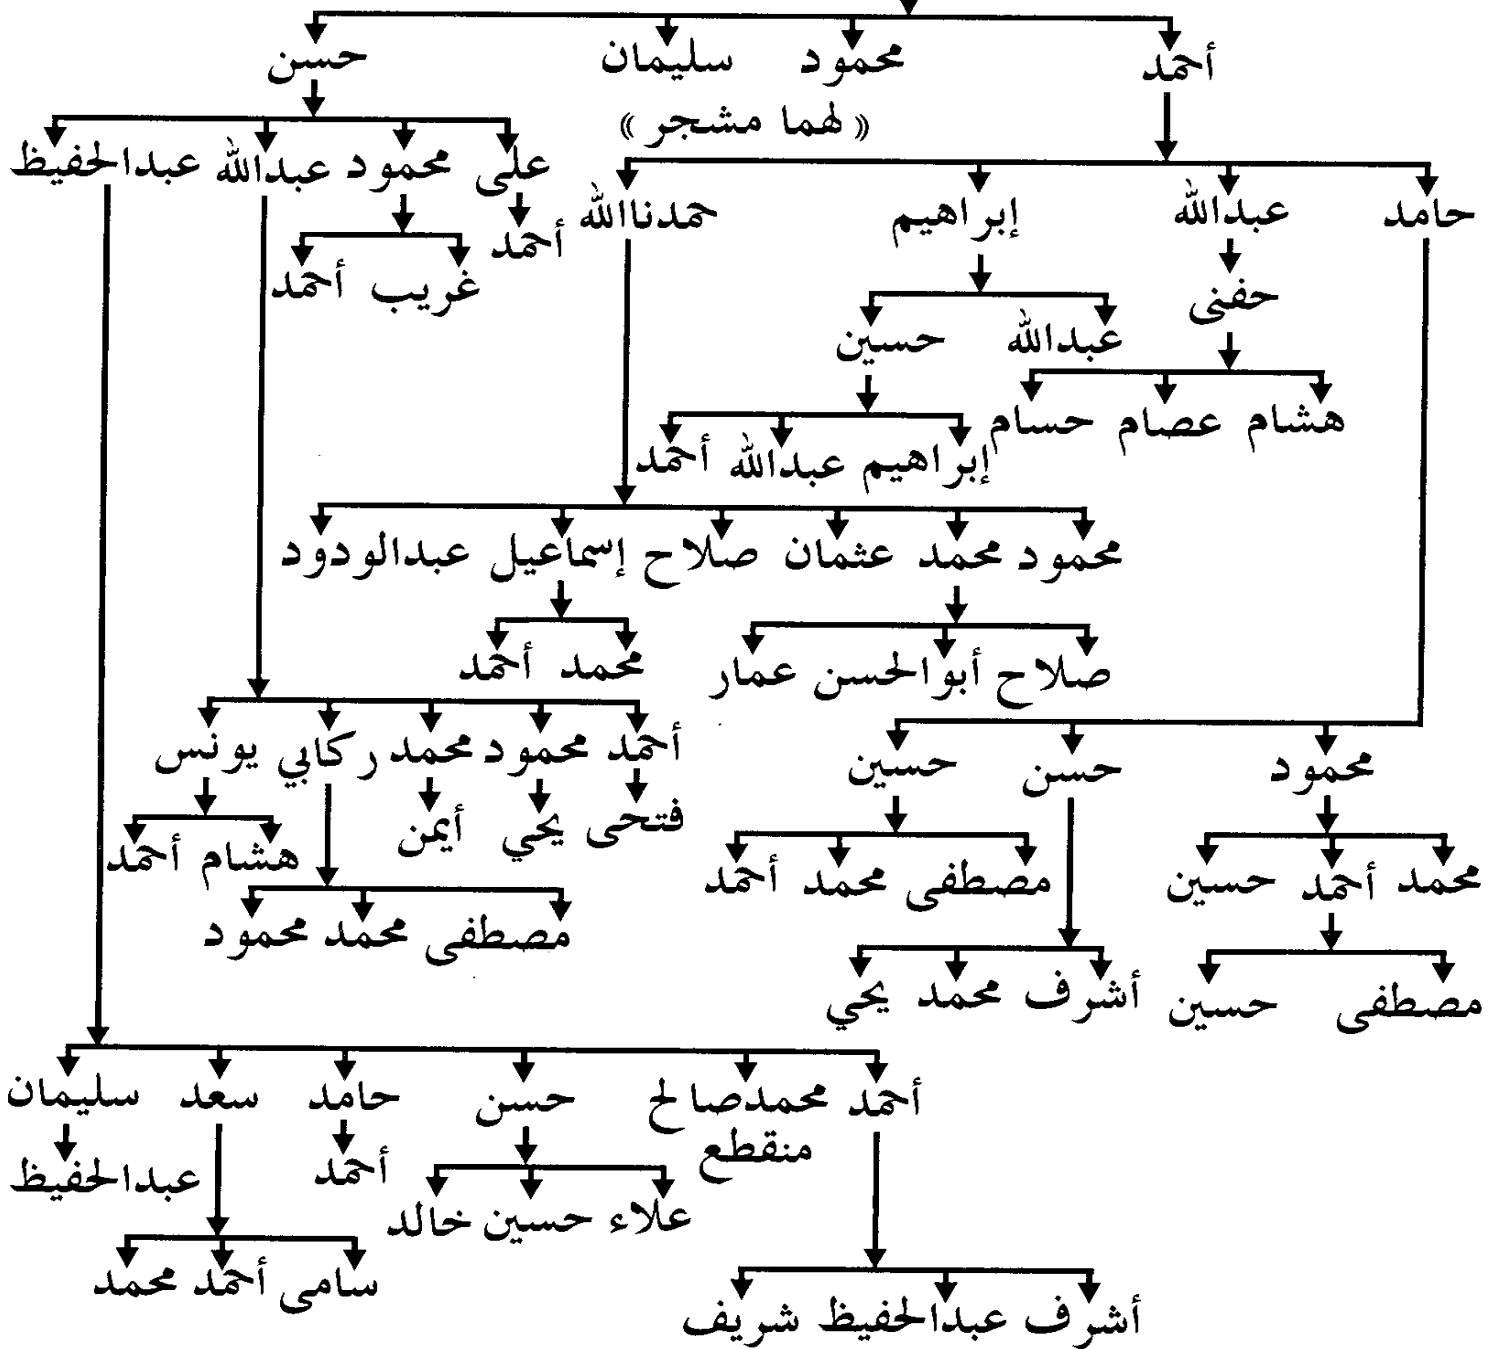 أحمد محمود سليمان حسن
« لهما مشجر »
على محمود عبدالله عبدالحفيظ
حامد عبدالله إبراهيم حمدناالله
أحمد
غريب أحمد
حفنى
عبدالله حسين
هشام عصام حسام
إبراهيم عبدالله أحمد
محمود محمد عثمان صلاح إسماعيل عبدالودود
صلاح أبوالحسن عمار
محمد أحمد
أحمد محمود محمد ركابي يونس
محمود حسن حسين
فتحى يحي أيمن
هشام أحمد
محمد أحمد حسين
مصطفى محمد أحمد
مصطفى محمد محمود
مصطفى حسين
أشرف محمد يحي
أحمد محمدصالح حسن حامد سعد سليمان
منقطع
أحمد
عبدالحفيظ
علاء حسين خالد
سامى أحمد محمد
أشرف عبدالحفيظ شريف